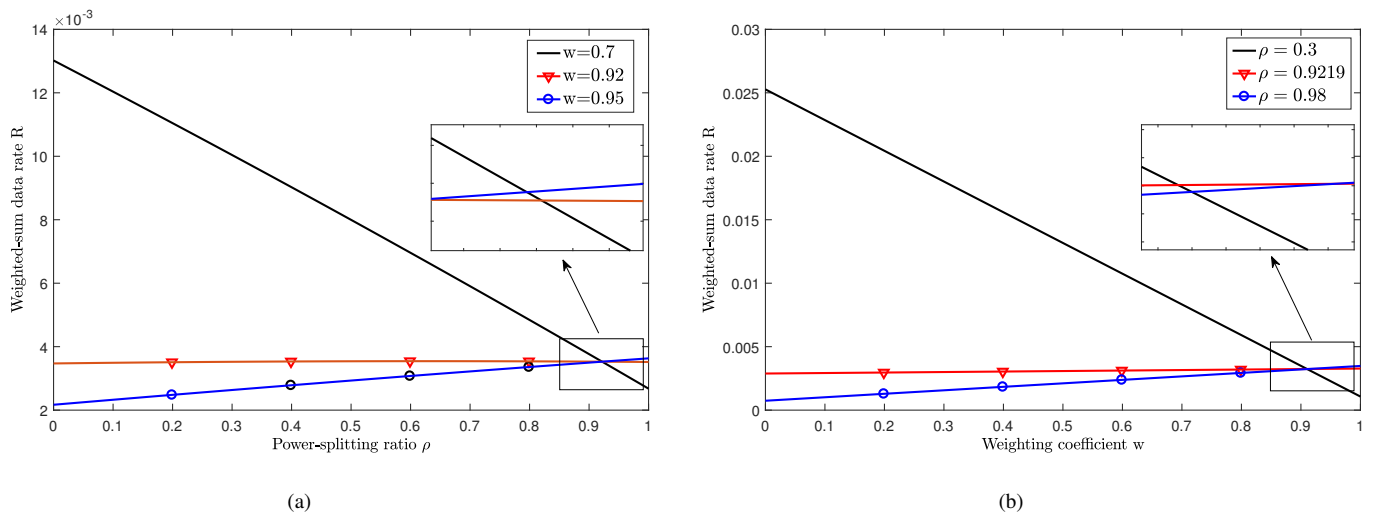 ×10⁻³
14
12
10
8
6
4
2
Weighted-sum data rate R
w=0.7
w=0.92
w=0.95
0 0.1 0.2 0.3 0.4 0.5 0.6 0.7 0.8 0.9 1
Power-splitting ratio ρ
(a)
0.03
0.025
0.02
0.015
0.01
0.005
0
Weighted-sum data rate R
ρ = 0.3
ρ = 0.9219
ρ = 0.98
0 0.1 0.2 0.3 0.4 0.5 0.6 0.7 0.8 0.9 1
Weighting coefficient w
(b)